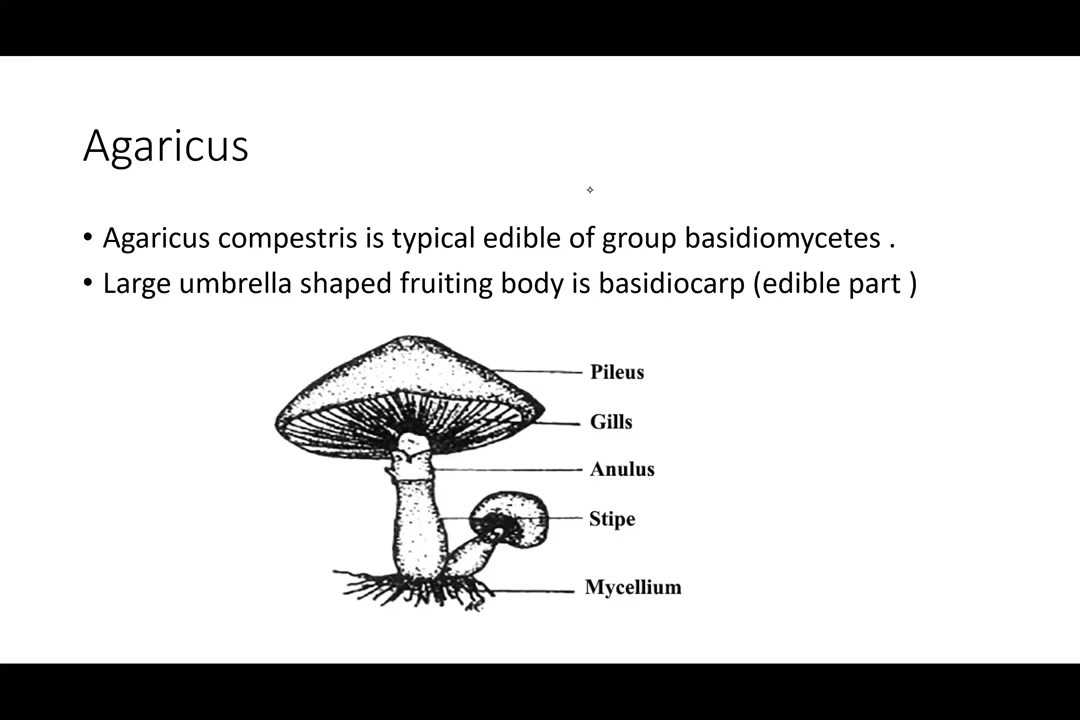 Agaricus
• Agaricus compestris is typical edible of group basidiomycetes .
• Large umbrella shaped fruiting body is basidiocarp (edible part )
Pileus
Gills
Anulus
Stipe
Mycellium